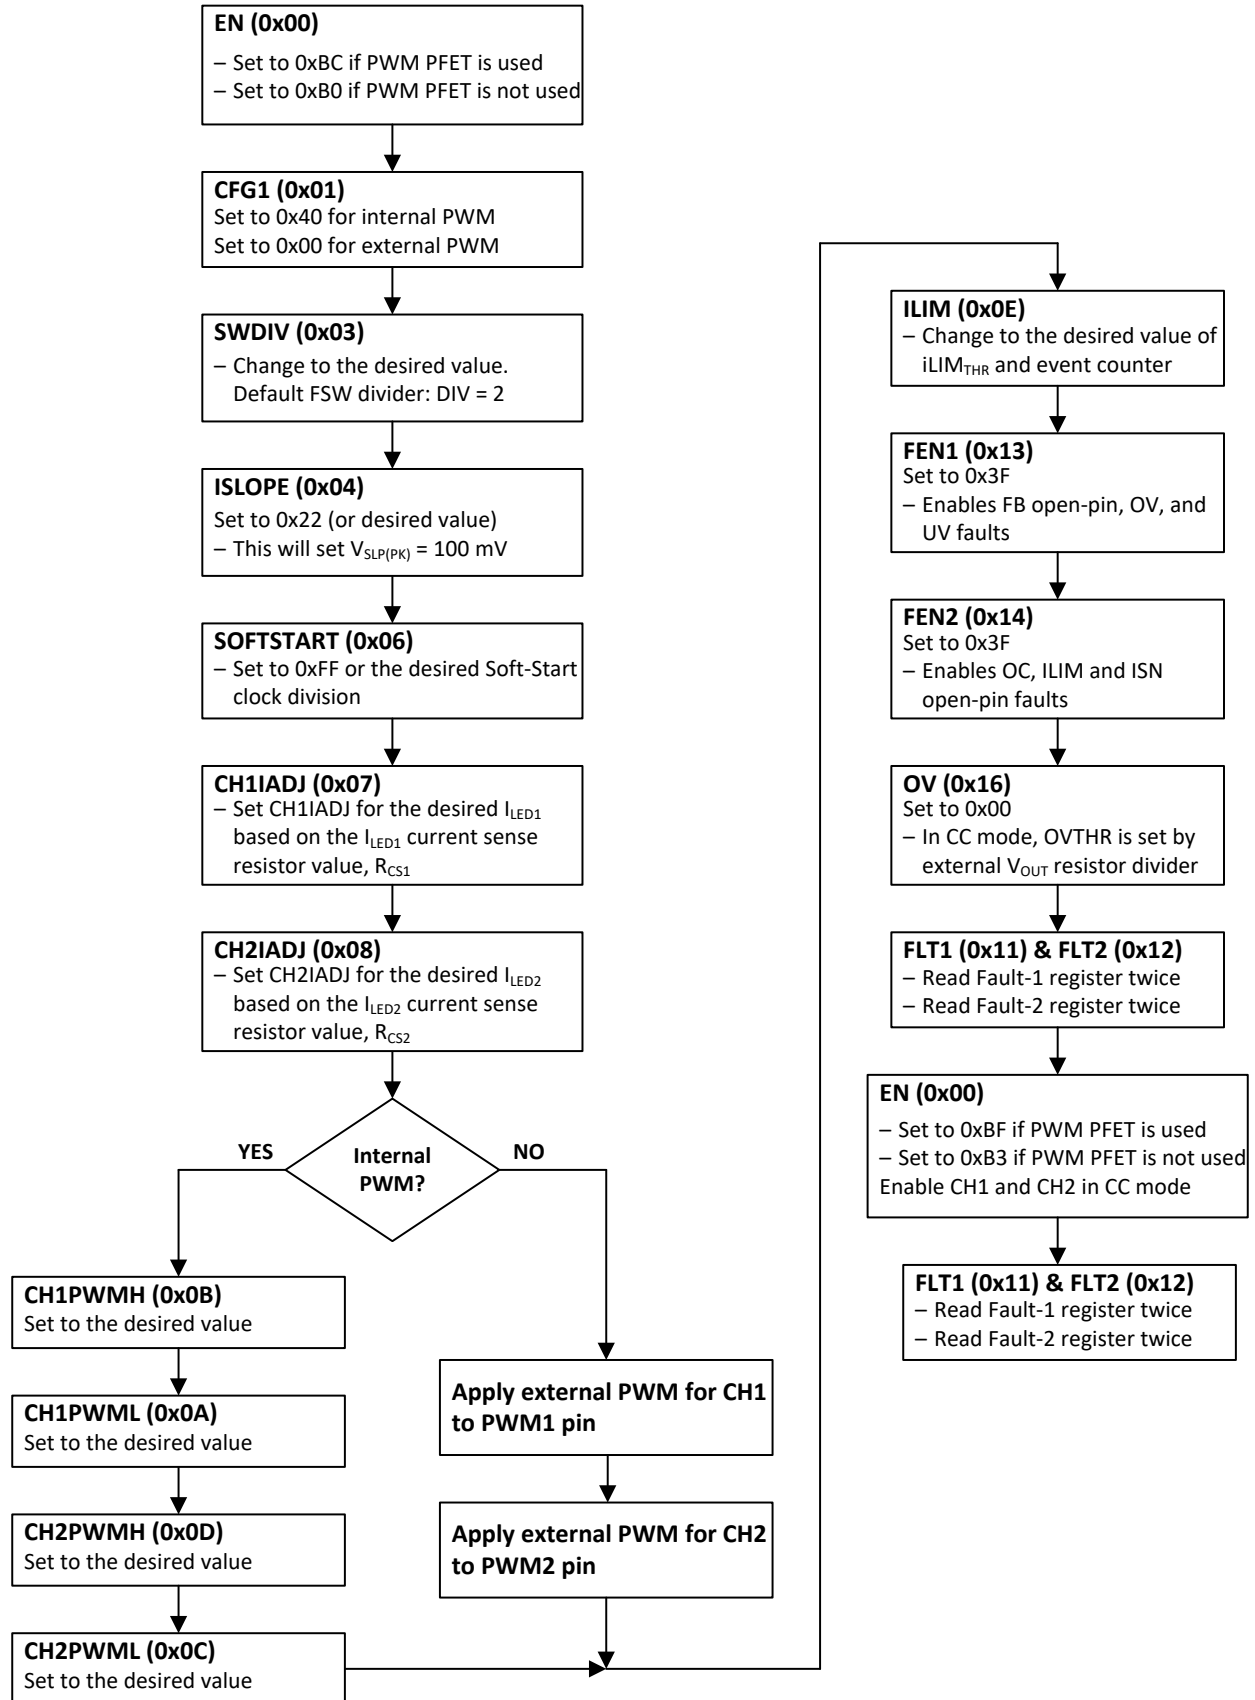 EN (0x00)
– Set to 0xBC if PWM PFET is used
– Set to 0xB0 if PWM PFET is not used
CFG1 (0x01)
Set to 0x40 for internal PWM
Set to 0x00 for external PWM
SWDIV (0x03)
– Change to the desired value.
Default FSW divider: DIV = 2
ISLOPE (0x04)
Set to 0x22 (or desired value)
– This will set VSLP(PK) = 100 mV
SOFTSTART (0x06)
– Set to 0xFF or the desired Soft-Start
clock division
CH1IADJ (0x07)
– Set CH1IADJ for the desired ILED1
based on the ILED1 current sense
resistor value, RCS1
CH2IADJ (0x08)
– Set CH2IADJ for the desired ILED2
based on the ILED2 current sense
resistor value, RCS2
YES
Internal
PWM?
NO
CH1PWMH (0x0B)
Set to the desired value
CH1PWML (0x0A)
Set to the desired value
CH2PWMH (0x0D)
Set to the desired value
CH2PWML (0x0C)
Set to the desired value
Apply external PWM for CH1
to PWM1 pin
Apply external PWM for CH2
to PWM2 pin
ILIM (0x0E)
– Change to the desired value of
iLIMTHR and event counter
FEN1 (0x13)
Set to 0x3F
– Enables FB open-pin, OV, and
UV faults
FEN2 (0x14)
Set to 0x3F
– Enables OC, ILIM and ISN
open-pin faults
OV (0x16)
Set to 0x00
– In CC mode, OVTHR is set by
external VOUT resistor divider
FLT1 (0x11) & FLT2 (0x12)
– Read Fault-1 register twice
– Read Fault-2 register twice
EN (0x00)
– Set to 0xBF if PWM PFET is used
– Set to 0xB3 if PWM PFET is not used
Enable CH1 and CH2 in CC mode
FLT1 (0x11) & FLT2 (0x12)
– Read Fault-1 register twice
– Read Fault-2 register twice